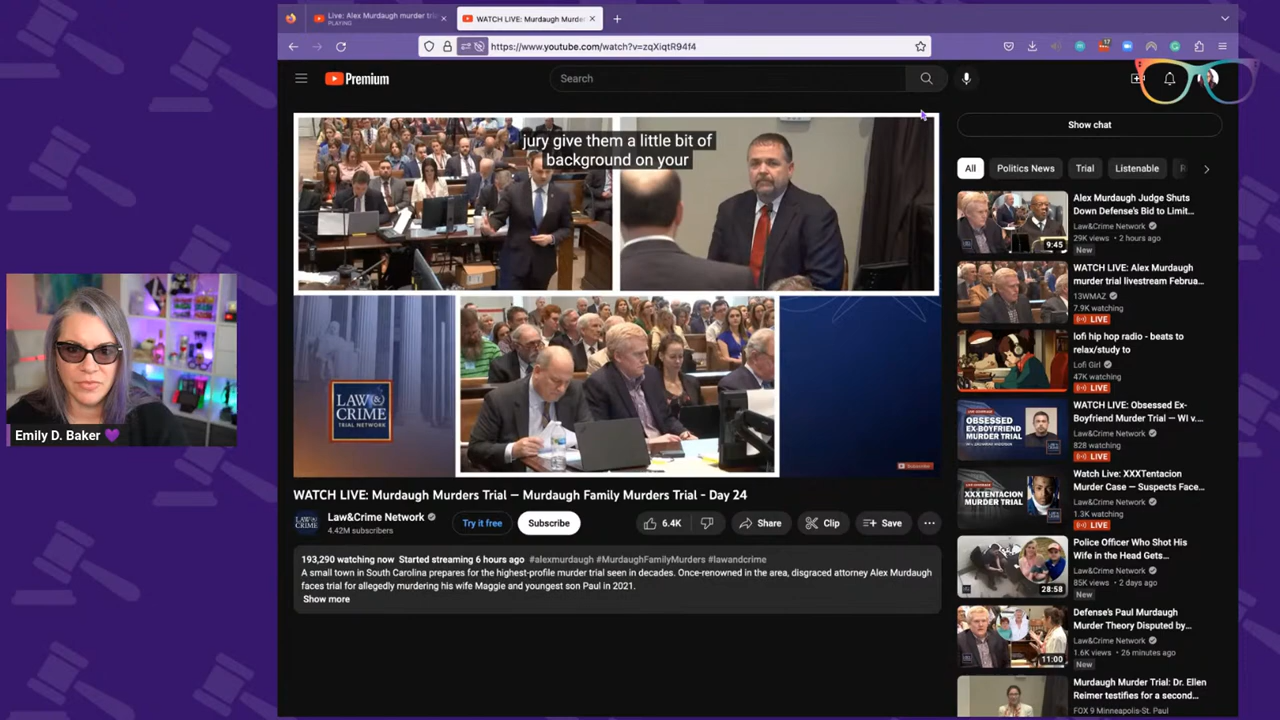 Live: Alex Murdaugh murder tri
PLAYING
WATCH LIVE: Murdaugh Murde
https://www.youtube.com/watch?v=zqXiqtR94f4
17
Premium
Search
jury give them a little bit of
background on your
LAW&
CRIME
TRIAL NETWORK
Subscribe
Emily D. Baker 💜
WATCH LIVE: Murdaugh Murders Trial — Murdaugh Family Murders Trial - Day 24
Law&Crime Network
4.42M subscribers
Try it free
Subscribe
6.4K
Share
Clip
Save
193,290 watching now Started streaming 6 hours ago #alexmurdaugh #MurdaughFamilyMurders #lawandcrime
A small town in South Carolina prepares for the highest-profile murder trial seen in decades. Once-renowned in the area, disgraced attorney Alex Murdaugh
faces trial for allegedly murdering his wife Maggie and youngest son Paul in 2021.
Show more
Show chat
All
Politics News
Trial
Listenable
R
Alex Murdaugh Judge Shuts
Down Defense's Bid to Limit...
Law&Crime Network
29K views • 2 hours ago
New
9:45
WATCH LIVE: Alex Murdaugh
murder trial livestream Februa...
13WMAZ
7.9K watching
LIVE
lofi hip hop radio - beats to
relax/study to
Lofi Girl
47K watching
LIVE
OBSESSED
EX-BOYFRIEND
MURDER TRIAL
WATCH LIVE: Obsessed Ex-
Boyfriend Murder Trial — WI v....
Law&Crime Network
828 watching
LIVE
XXXTENTACION
MURDER TRIAL
Watch Live: XXXTentacion
Murder Case — Suspects Face...
Law&Crime Network
1.3K watching
LIVE
Police Officer Who Shot His
Wife in the Head Gets...
Law&Crime Network
85K views • 2 days ago
New
28:58
Defense's Paul Murdaugh
Murder Theory Disputed by...
Law&Crime Network
1.6K views • 26 minutes ago
New
11:00
Murdaugh Murder Trial: Dr. Ellen
Reimer testifies for a second...
FOX 9 Minneapolis-St. Paul